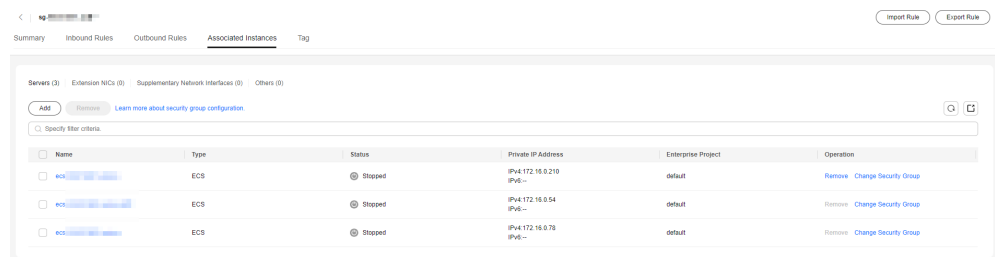 sg-
Import Rule Export Rule
Summary Inbound Rules Outbound Rules Associated Instances Tag
Servers (3) Extension NICs (0) Supplementary Network Interfaces (0) Others (0)
Add Remove Learn more about security group configuration.
Specify filter criteria.
Name Type Status Private IP Address Enterprise Project Operation
ecs ECS Stopped IPv4:172.16.0.210 default Remove Change Security Group
IPv6:--
ecs ECS Stopped IPv4:172.16.0.54 default Remove Change Security Group
IPv6:--
ecs ECS Stopped IPv4:172.16.0.78 default Remove Change Security Group
IPv6:--